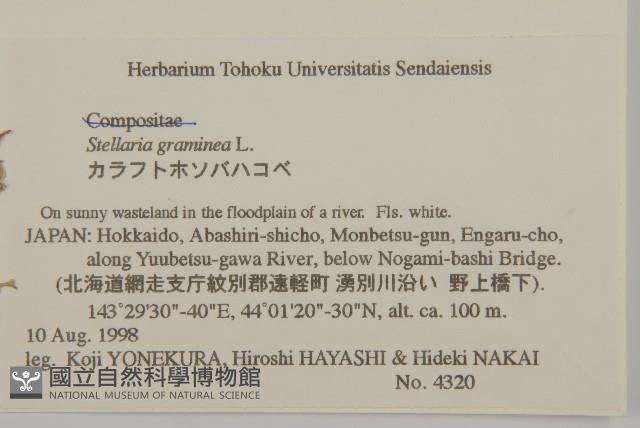 Herbarium Tohoku Universitatis Sendaiensis
Compositae
Stellaria graminea L.
カラフトホソバハコベ
On sunny wasteland in the floodplain of a river. Fls. white.
JAPAN: Hokkaido, Abashiri-shicho, Monbetsu-gun, Engaru-cho,
along Yuubetsu-gawa River, below Nogami-bashi Bridge.
(北海道網走支庁紋別郡遠軽町 湧別川沿い 野上橋下).
143°29'30"-40"E, 44°01'20"-30"N, alt. ca. 100 m.
10 Aug. 1998
leg. Koji YONEKURA, Hiroshi HAYASHI & Hideki NAKAI
No. 4320
國立自然科學博物館
NATIONAL MUSEUM OF NATURAL SCIENCE